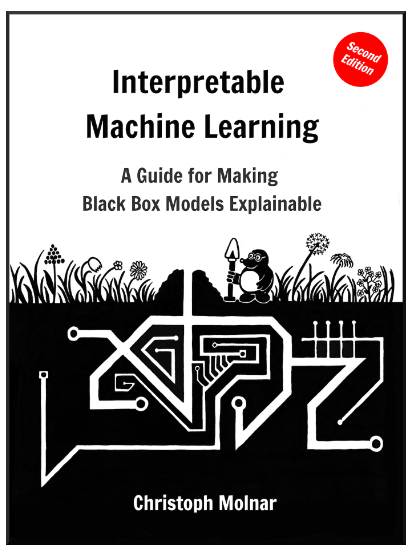 Second
Edition
Interpretable
Machine Learning
A Guide for Making
Black Box Models Explainable
Christoph Molnar